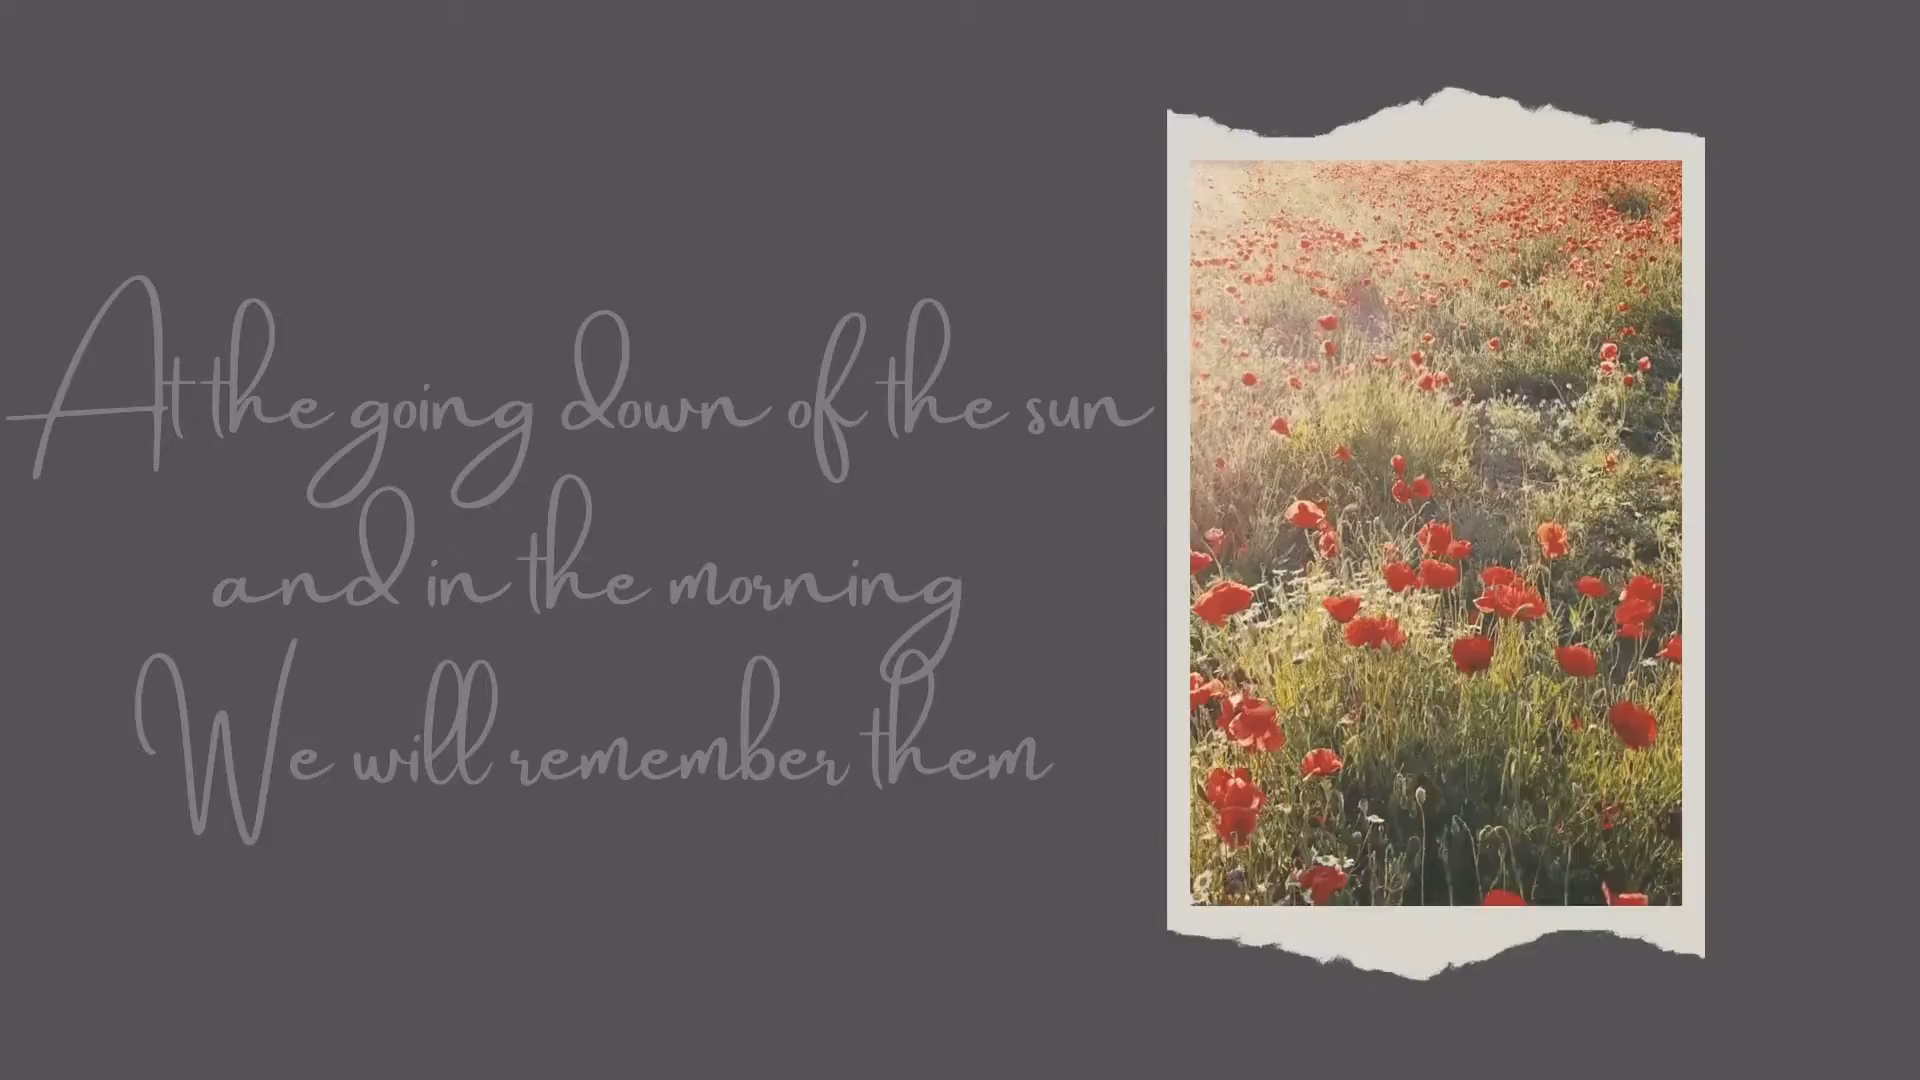 At the going down of the sun
and in the morning
We will remember them